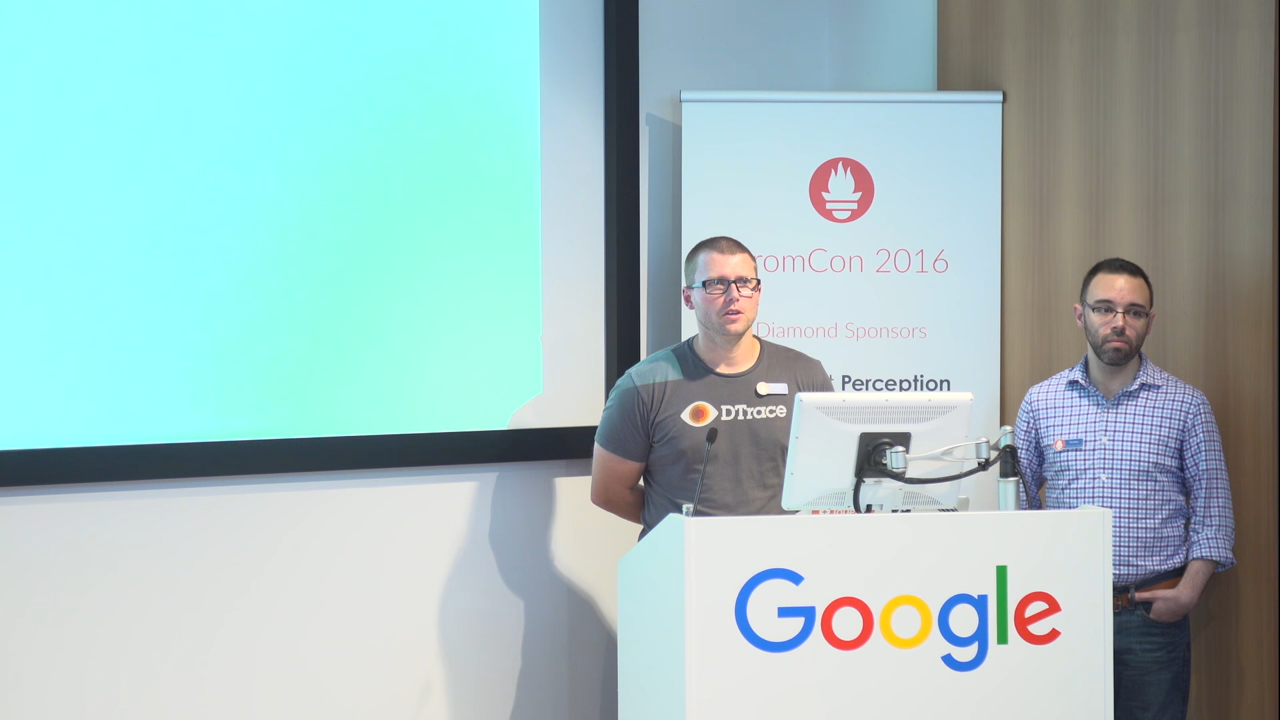 romCon 2016
Diamond Sponsors
Perception
DTrace
Google